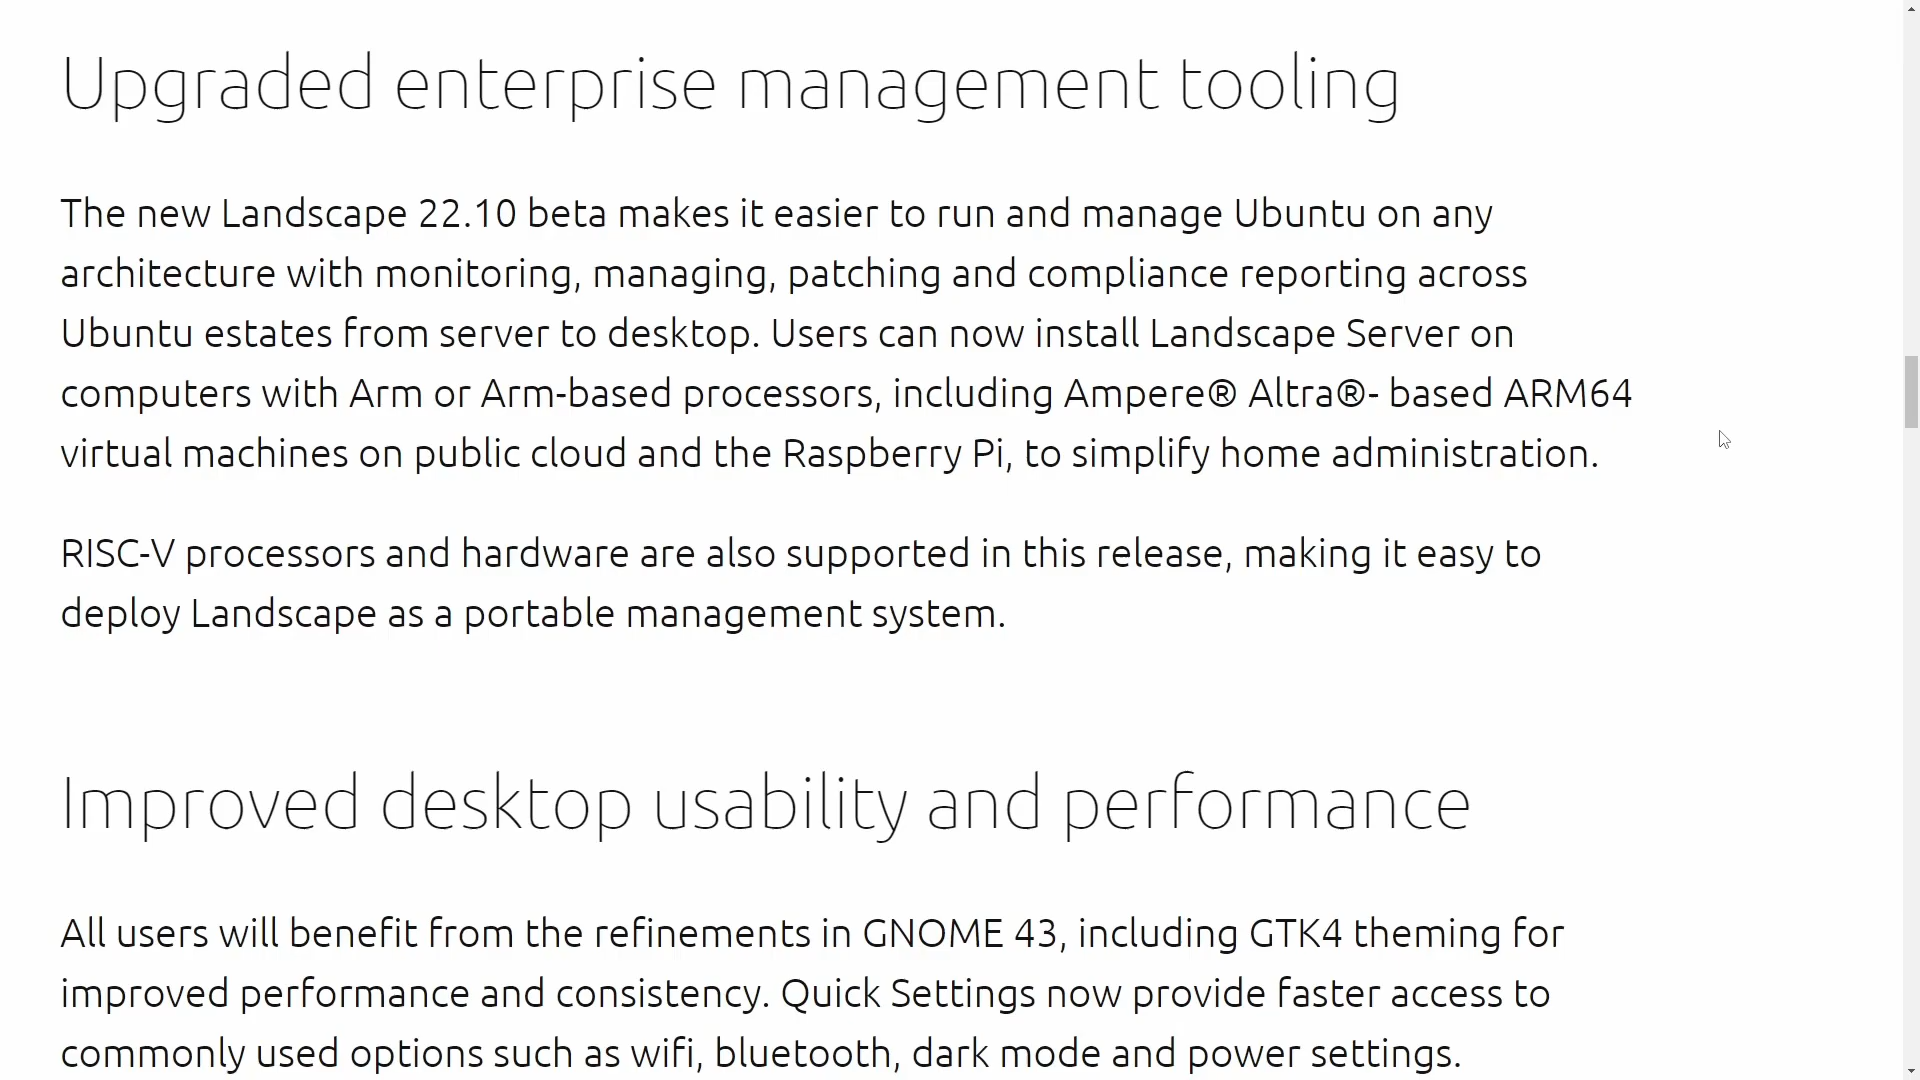 Upgraded enterprise management tooling
The new Landscape 22.10 beta makes it easier to run and manage Ubuntu on any
architecture with monitoring, managing, patching and compliance reporting across
Ubuntu estates from server to desktop. Users can now install Landscape Server on
computers with Arm or Arm-based processors, including Ampere® Altra®- based ARM64
virtual machines on public cloud and the Raspberry Pi, to simplify home administration.
RISC-V processors and hardware are also supported in this release, making it easy to
deploy Landscape as a portable management system.
Improved desktop usability and performance
All users will benefit from the refinements in GNOME 43, including GTK4 theming for
improved performance and consistency. Quick Settings now provide faster access to
commonly used options such as wifi, bluetooth, dark mode and power settings.